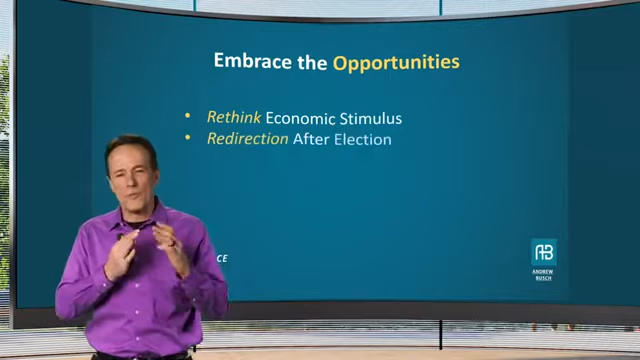 Embrace the Opportunities
• Rethink Economic Stimulus
• Redirection After Election
CE
AB
ANDREW
BUSCH